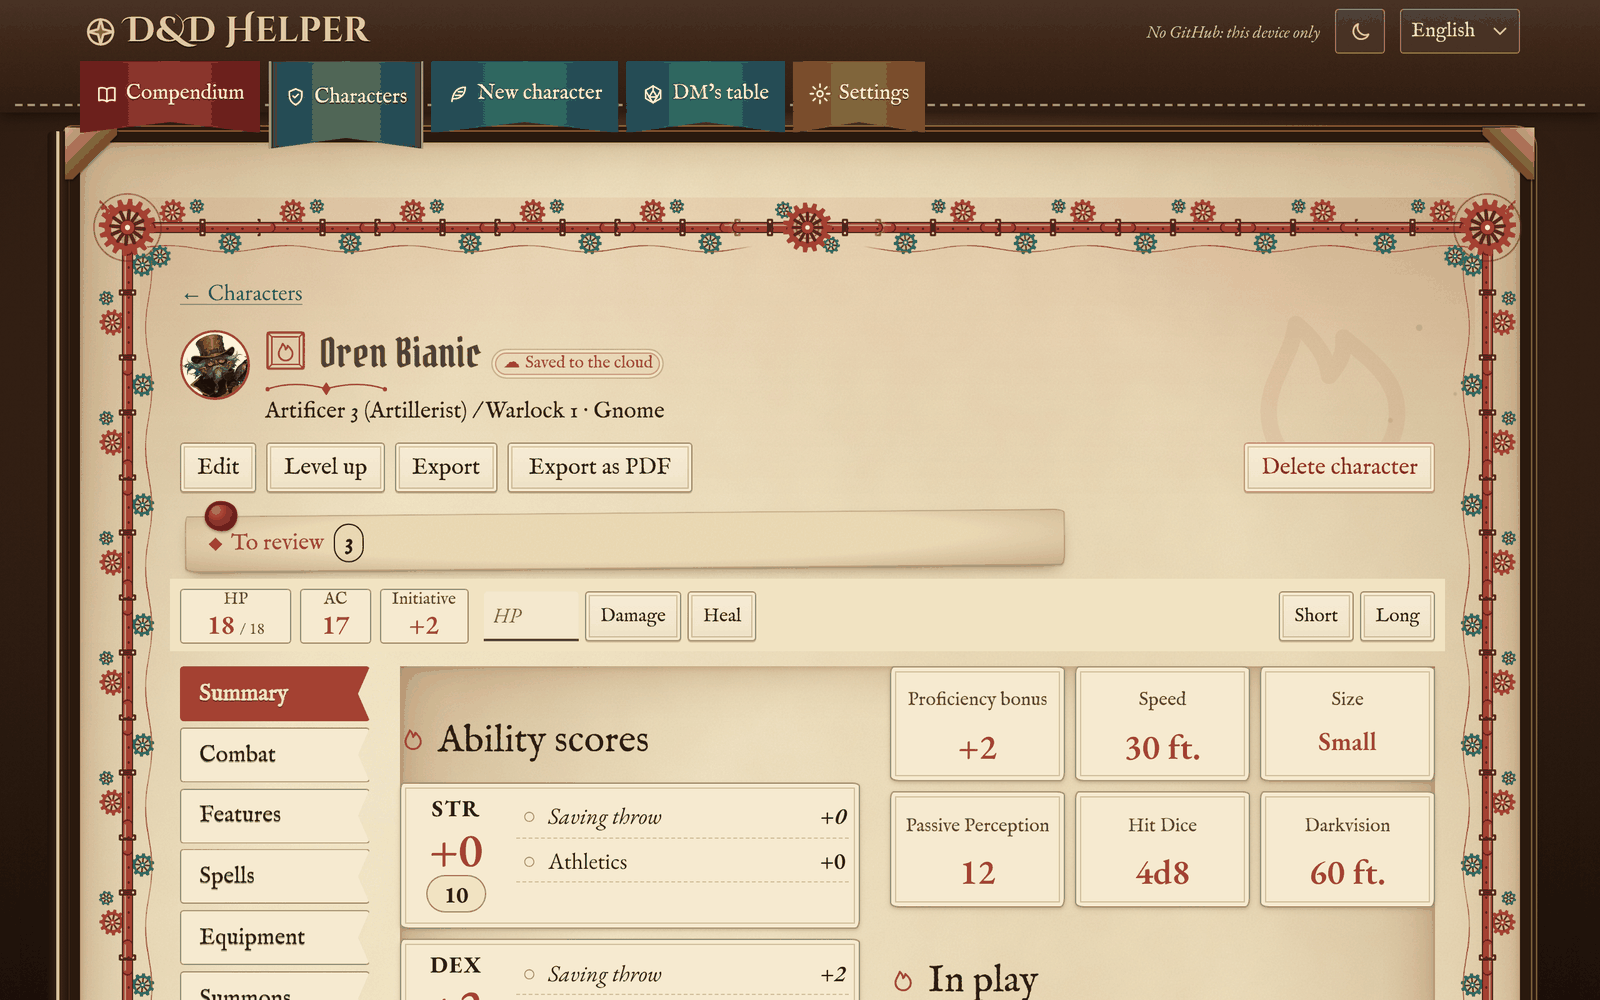 D&D Helper
No GitHub: this device only
English
Compendium
Characters
New character
DM's table
Settings
← Characters
Oren Bianic
Saved to the cloud
Artificer 3 (Artillerist) / Warlock 1 · Gnome
Edit
Level up
Export
Export as PDF
Delete character
To review 3
HP
18 / 18
AC
17
Initiative
+2
HP
Damage
Heal
Short
Long
Summary
Combat
Features
Spells
Equipment
Summons
Ability scores
STR
+0
10
Saving throw +0
Athletics +0
DEX
Saving throw +2
Proficiency bonus
+2
Speed
30 ft.
Size
Small
Passive Perception
12
Hit Dice
4d8
Darkvision
60 ft.
In play